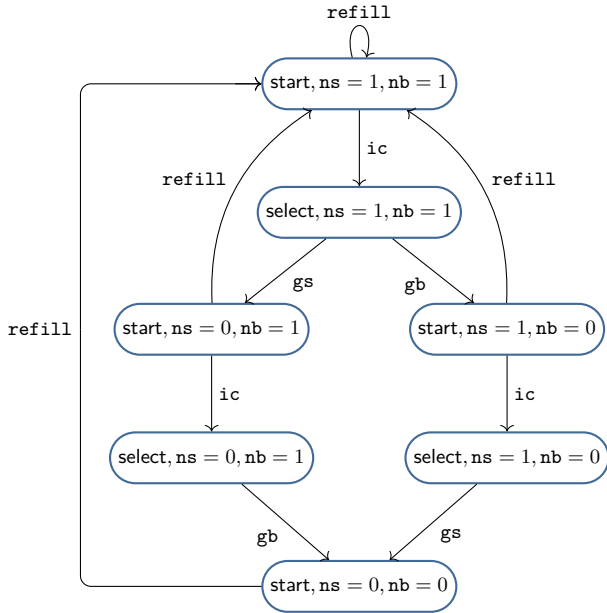 refill
start, ns = 1, nb = 1
ic
refill
refill
select, ns = 1, nb = 1
gs
gb
refill
start, ns = 0, nb = 1
start, ns = 1, nb = 0
ic
ic
select, ns = 0, nb = 1
select, ns = 1, nb = 0
gb
gs
start, ns = 0, nb = 0